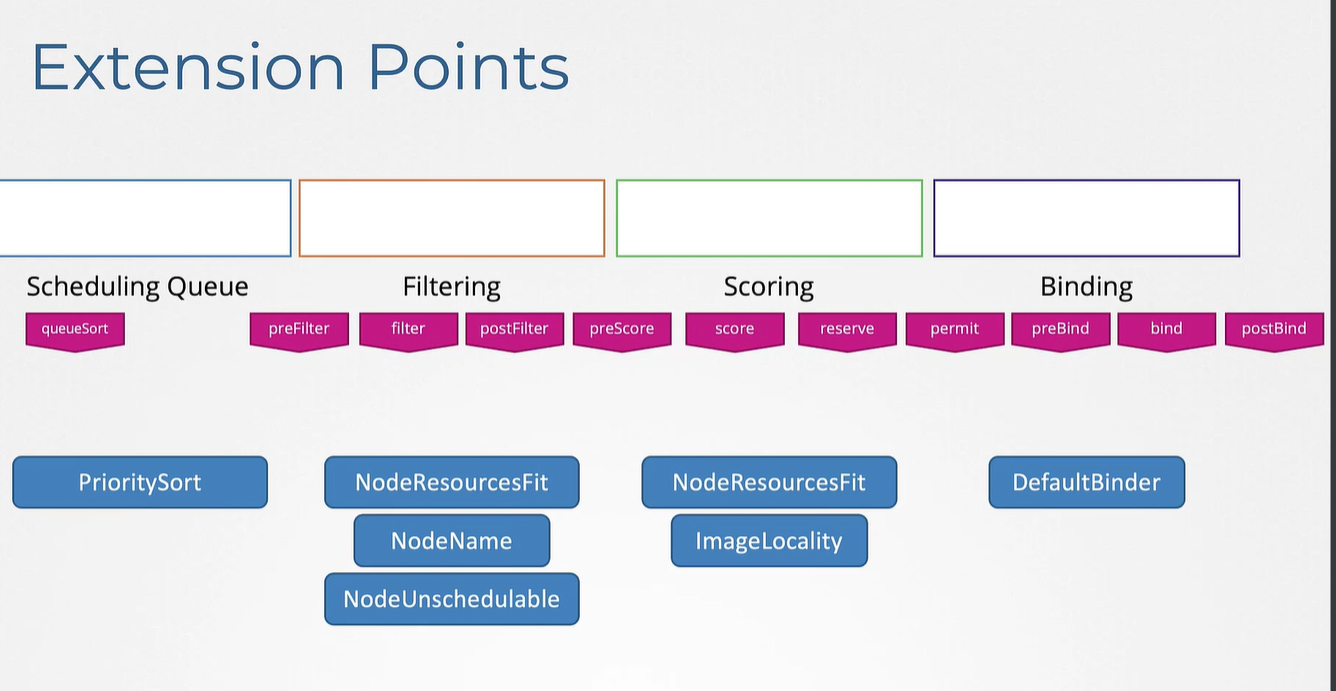 Extension Points
Scheduling Queue
Filtering
Scoring
Binding
queueSort
preFilter
filter
postFilter
preScore
score
reserve
permit
preBind
bind
postBind
PrioritySort
NodeResourcesFit
NodeResourcesFit
DefaultBinder
NodeName
ImageLocality
NodeUnschedulable